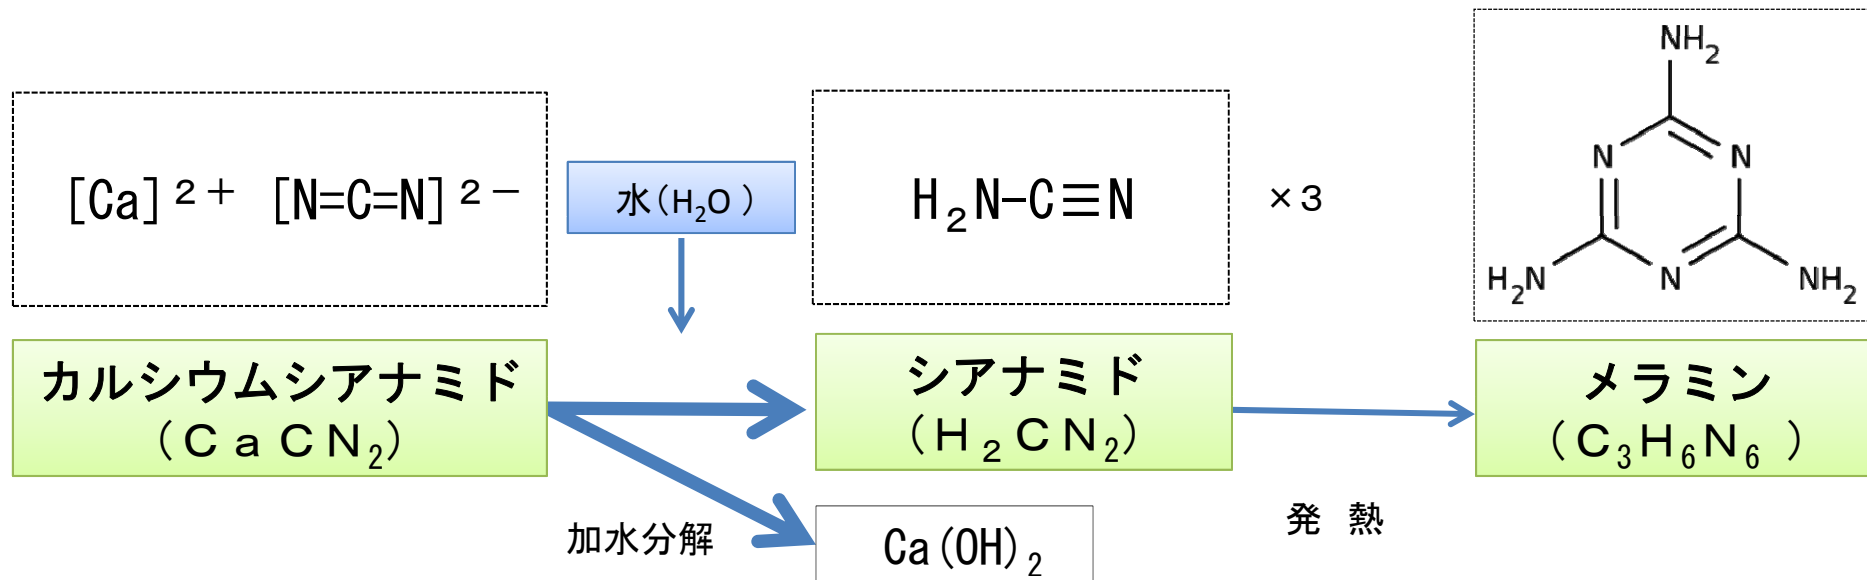 [Ca]²⁺ [N=C=N]²⁻
水(H₂O )
H₂N−C≡N
×3
NH₂
N
N
H₂N
N
NH₂
カルシウムシアナミド
(CaCN₂)
シアナミド
(H₂CN₂)
メラミン
(C₃H₆N₆ )
加水分解
Ca(OH)₂
発 熱